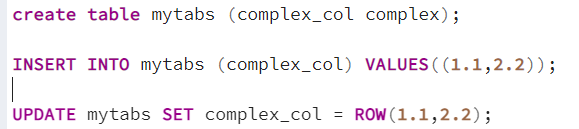 create table mytabs (complex_col complex);
INSERT INTO mytabs (complex_col) VALUES((1.1,2.2));
UPDATE mytabs SET complex_col = ROW(1.1,2.2);